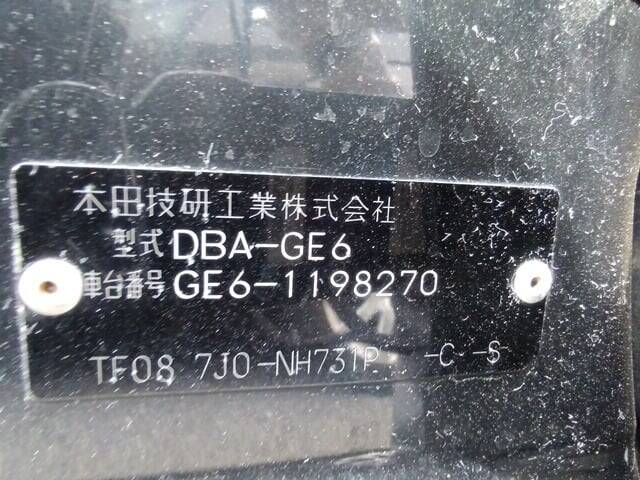 本田技研工業株式会社
型式 DBA-GE6
車台番号 GE6-1198270
TF08 7J0-NH731P -C -S